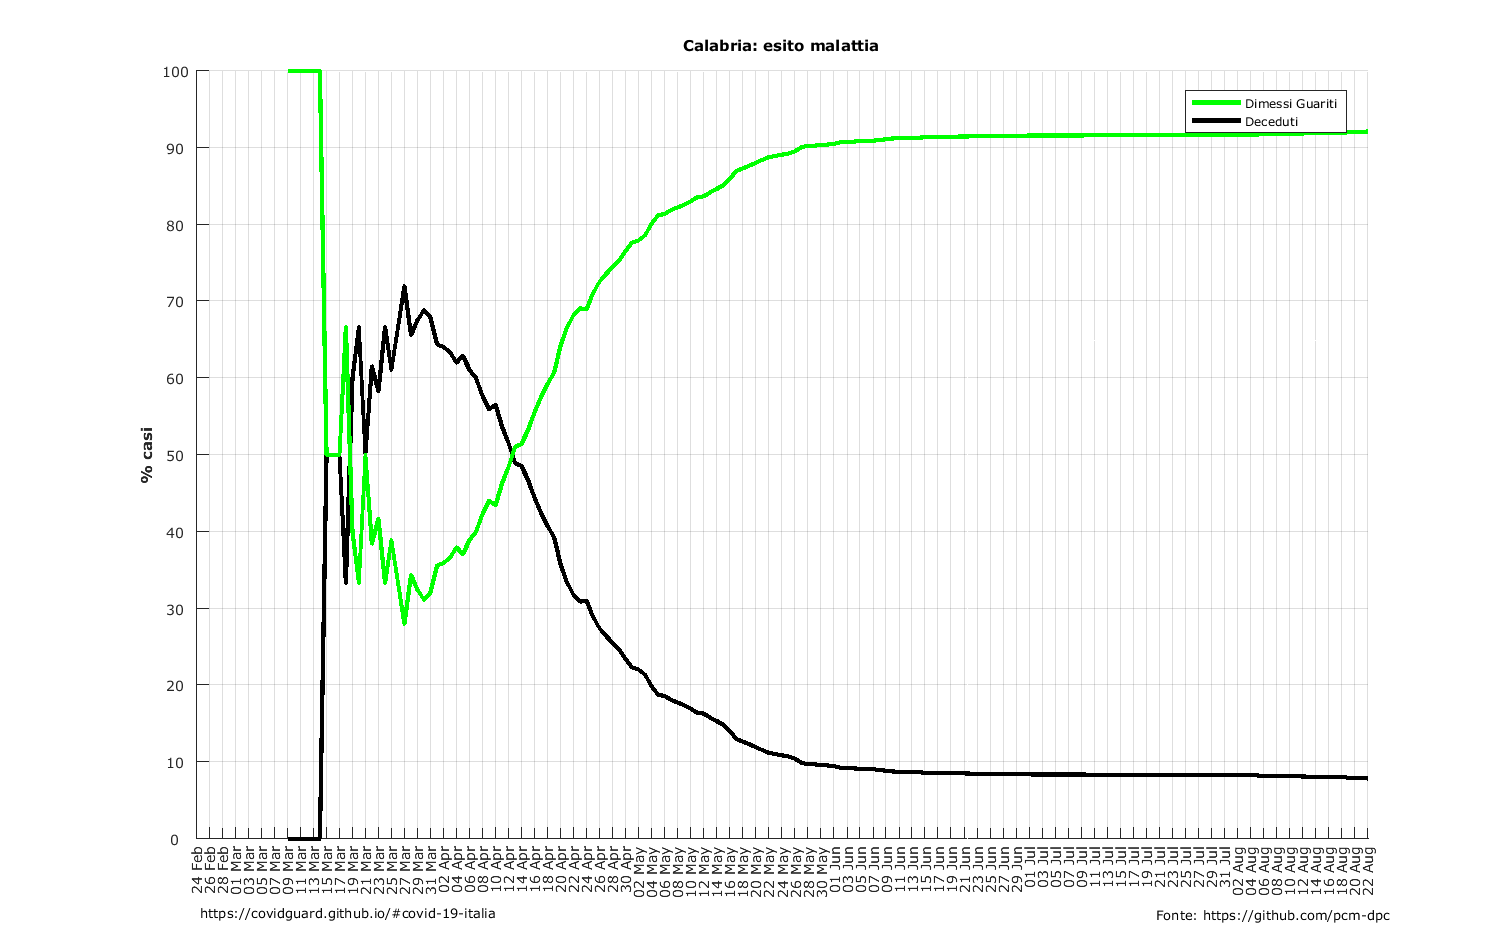 Calabria: esito malattia
100
90
80
70
60
50
40
30
20
10
0
% casi
Dimessi Guariti
Deceduti
24 Feb
26 Feb
28 Feb
01 Mar
03 Mar
05 Mar
07 Mar
09 Mar
11 Mar
13 Mar
15 Mar
17 Mar
19 Mar
21 Mar
23 Mar
25 Mar
27 Mar
29 Mar
31 Mar
02 Apr
04 Apr
06 Apr
08 Apr
10 Apr
12 Apr
14 Apr
16 Apr
18 Apr
20 Apr
22 Apr
24 Apr
26 Apr
28 Apr
30 Apr
02 May
04 May
06 May
08 May
10 May
12 May
14 May
16 May
18 May
20 May
22 May
24 May
26 May
28 May
30 May
01 Jun
03 Jun
05 Jun
07 Jun
09 Jun
11 Jun
13 Jun
15 Jun
17 Jun
19 Jun
21 Jun
23 Jun
25 Jun
27 Jun
29 Jun
01 Jul
03 Jul
05 Jul
07 Jul
09 Jul
11 Jul
13 Jul
15 Jul
17 Jul
19 Jul
21 Jul
23 Jul
25 Jul
27 Jul
29 Jul
31 Jul
02 Aug
04 Aug
06 Aug
08 Aug
10 Aug
12 Aug
14 Aug
16 Aug
18 Aug
20 Aug
22 Aug
https://covidguard.github.io/#covid-19-italia
Fonte: https://github.com/pcm-dpc